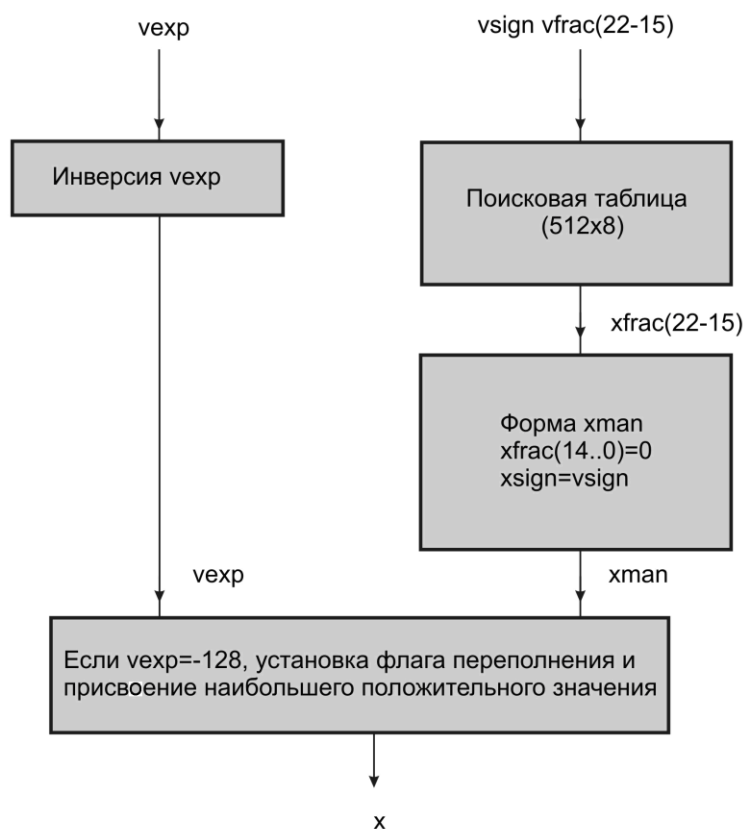 vexp
vsign vfrac(22-15)
Инверсия vexp
Поисковая таблица
(512x8)
xfrac(22-15)
Форма xman
xfrac(14..0)=0
xsign=vsign
vexp
xman
Если vexp=-128, установка флага переполнения и
присвоение наибольшего положительного значения
x